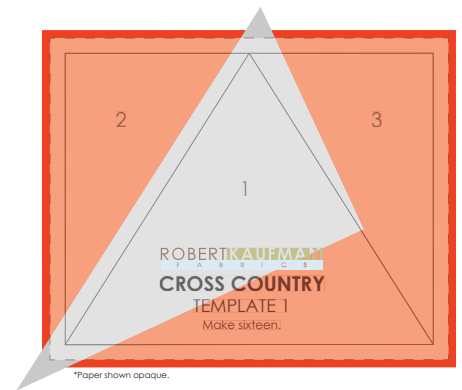 2
3
1
ROBERT KAUFMAN
FABRICS
CROSS COUNTRY
TEMPLATE 1
Make sixteen.
*Paper shown opaque.